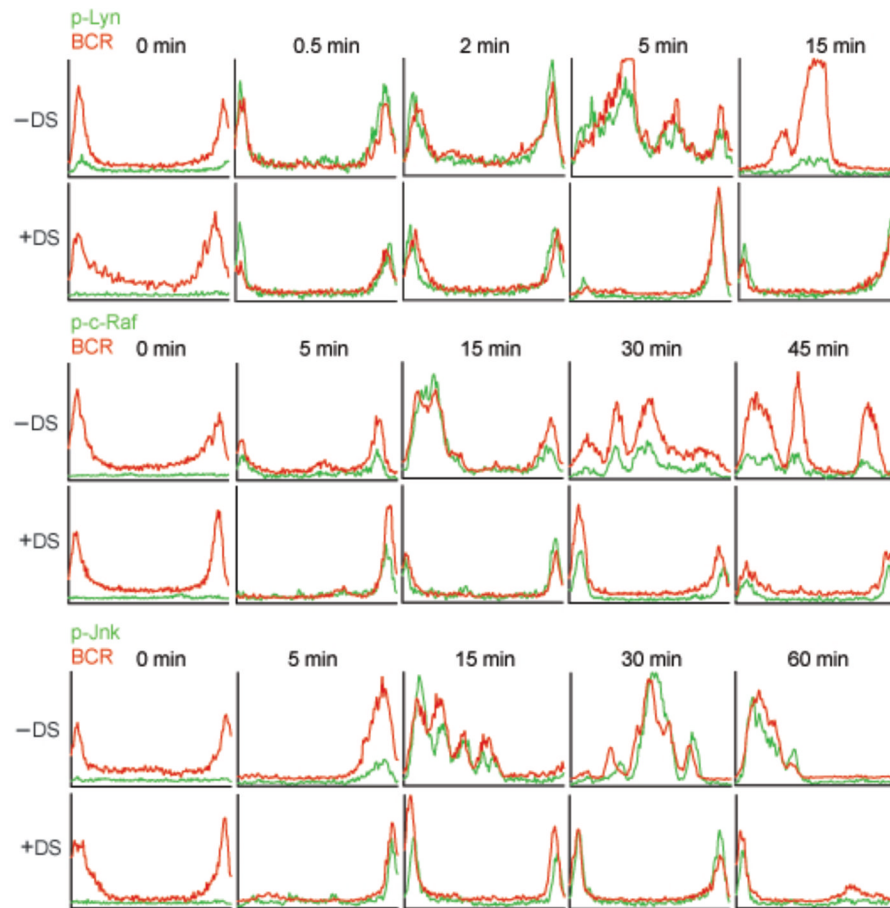 p-Lyn
BCR
0 min 0.5 min 2 min 5 min 15 min
−DS
+DS
p-c-Raf
BCR
0 min 5 min 15 min 30 min 45 min
−DS
+DS
p-Jnk
BCR
0 min 5 min 15 min 30 min 60 min
−DS
+DS